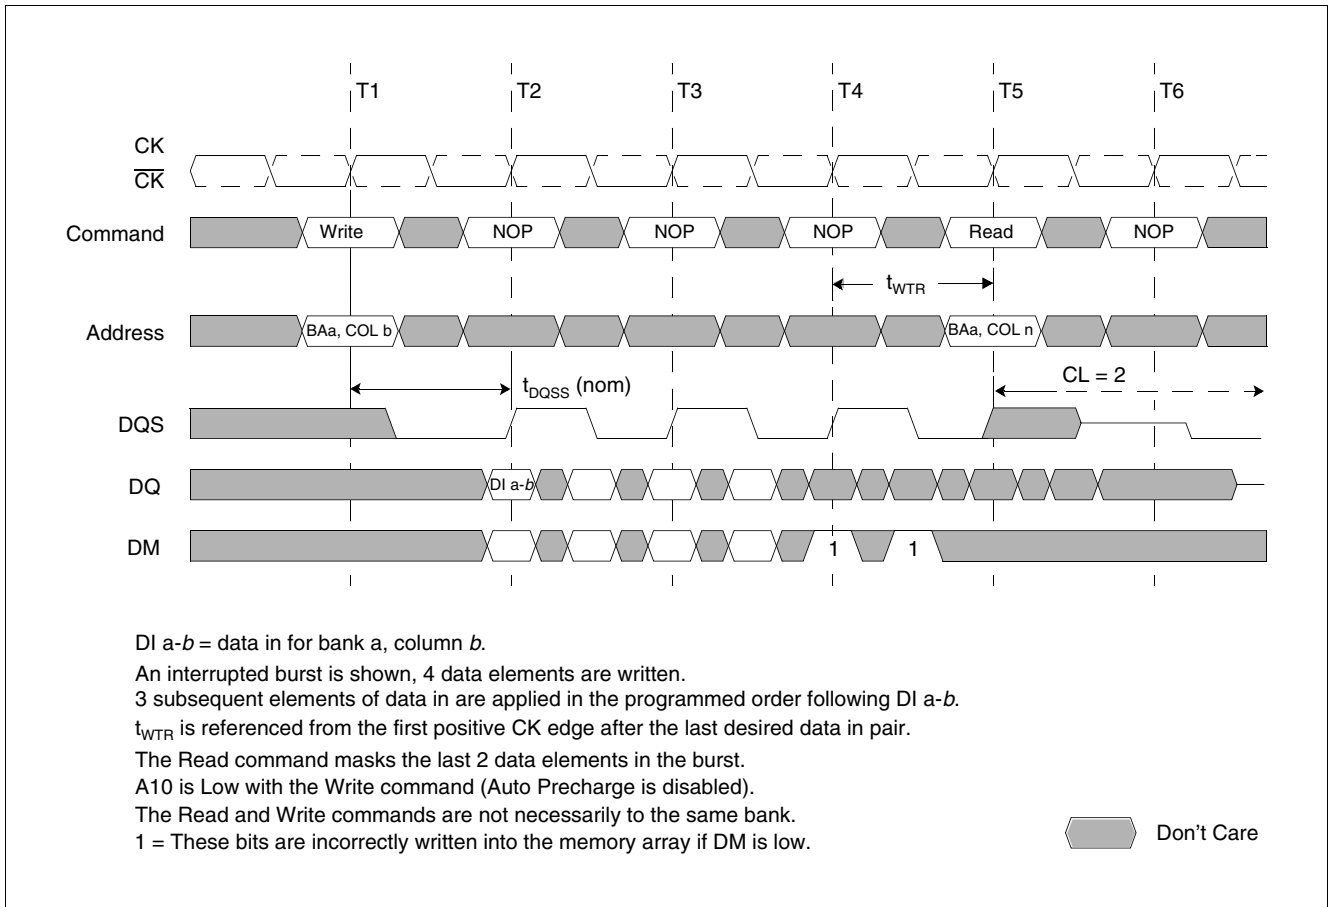 T1 T2 T3 T4 T5 T6
CK
C̅K̅
Command Write NOP NOP NOP Read NOP
tWTR
Address BAa, COL b BAa, COL n
tDQSS (nom) CL = 2
DQS
DQ DI a-b
DM 1 1
DI a-b = data in for bank a, column b.
An interrupted burst is shown, 4 data elements are written.
3 subsequent elements of data in are applied in the programmed order following DI a-b.
tWTR is referenced from the first positive CK edge after the last desired data in pair.
The Read command masks the last 2 data elements in the burst.
A10 is Low with the Write command (Auto Precharge is disabled).
The Read and Write commands are not necessarily to the same bank.
1 = These bits are incorrectly written into the memory array if DM is low.
Don't Care